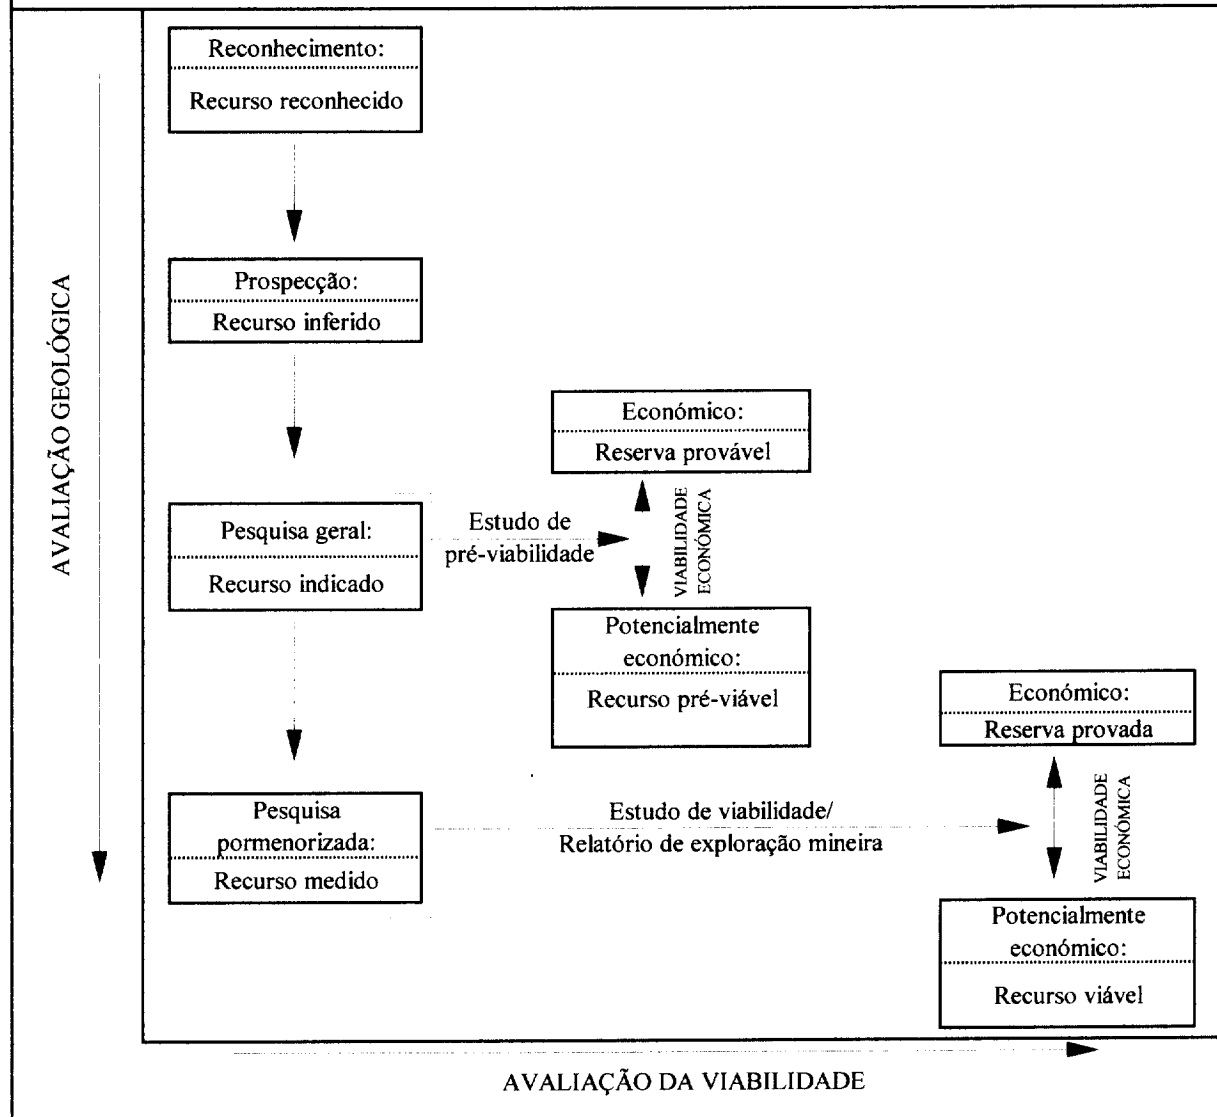 Reconhecimento:
Recurso reconhecido
AVALIAÇÃO GEOLÓGICA
Prospecção:
Recurso inferido
Económico:
Reserva provável
Pesquisa geral:
Recurso indicado
Estudo de
pré-viabilidade
VIABILIDADE
ECONÓMICA
Potencialmente
económico:
Recurso pré-viável
Económico:
Reserva provada
Pesquisa
pormenorizada:
Recurso medido
Estudo de viabilidade/
Relatório de exploração mineira
VIABILIDADE
ECONÓMICA
Potencialmente
económico:
Recurso viável
AVALIAÇÃO DA VIABILIDADE